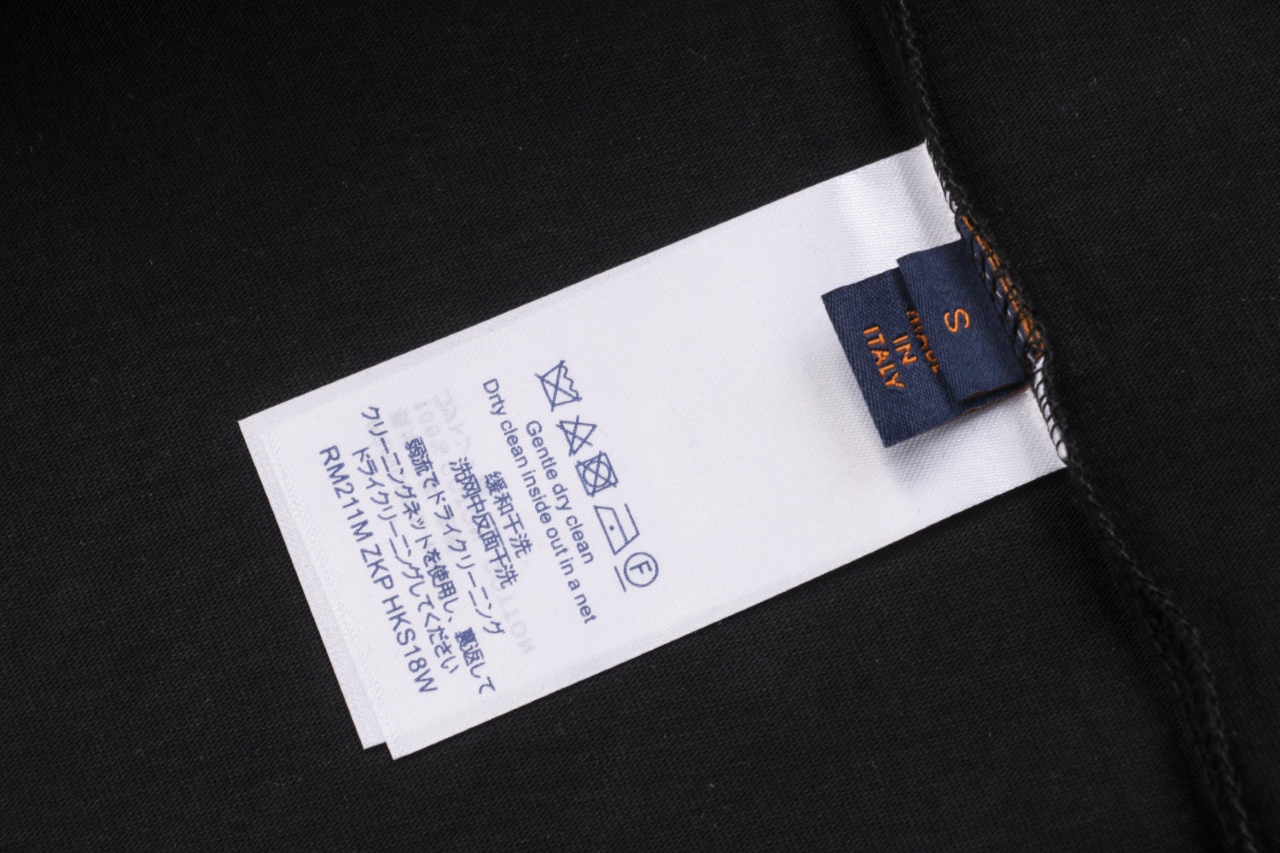 S
MADE
IN
ITALY
F
Gentle dry clean
Drty clean inside out in a net
缓和干洗
洗网中反面干洗
弱流でドライクリーニング
クリーニングネットを使用し、裏返して
ドライクリーニングしてください
RM211M ZKP HKS18W